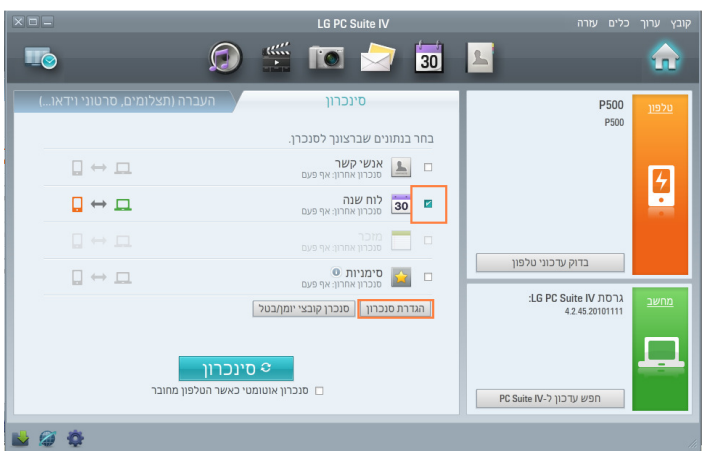 LG PC Suite IV
קובץ ערוך כלים עזרה
30
P500
P500
טלפון
בדוק עדכוני טלפון
גרסת LG PC Suite IV:
4.2.45.20101111
מחשב
חפש עדכון ל-PC Suite IV
סינכרון
העברה (תצלומים, סרטוני וידאו...)
בחר בנתונים שברצונך לסנכרן.
אנשי קשר
סנכרון אחרון: אף פעם
לוח שנה
סנכרון אחרון: אף פעם
30
מזכר
סנכרון אחרון: אף פעם
סימניות
סנכרון אחרון: אף פעם
הגדרת סנכרון
סנכרן קובצי יומן/בטל
סינכרון
סנכרון אוטומטי כאשר הטלפון מחובר